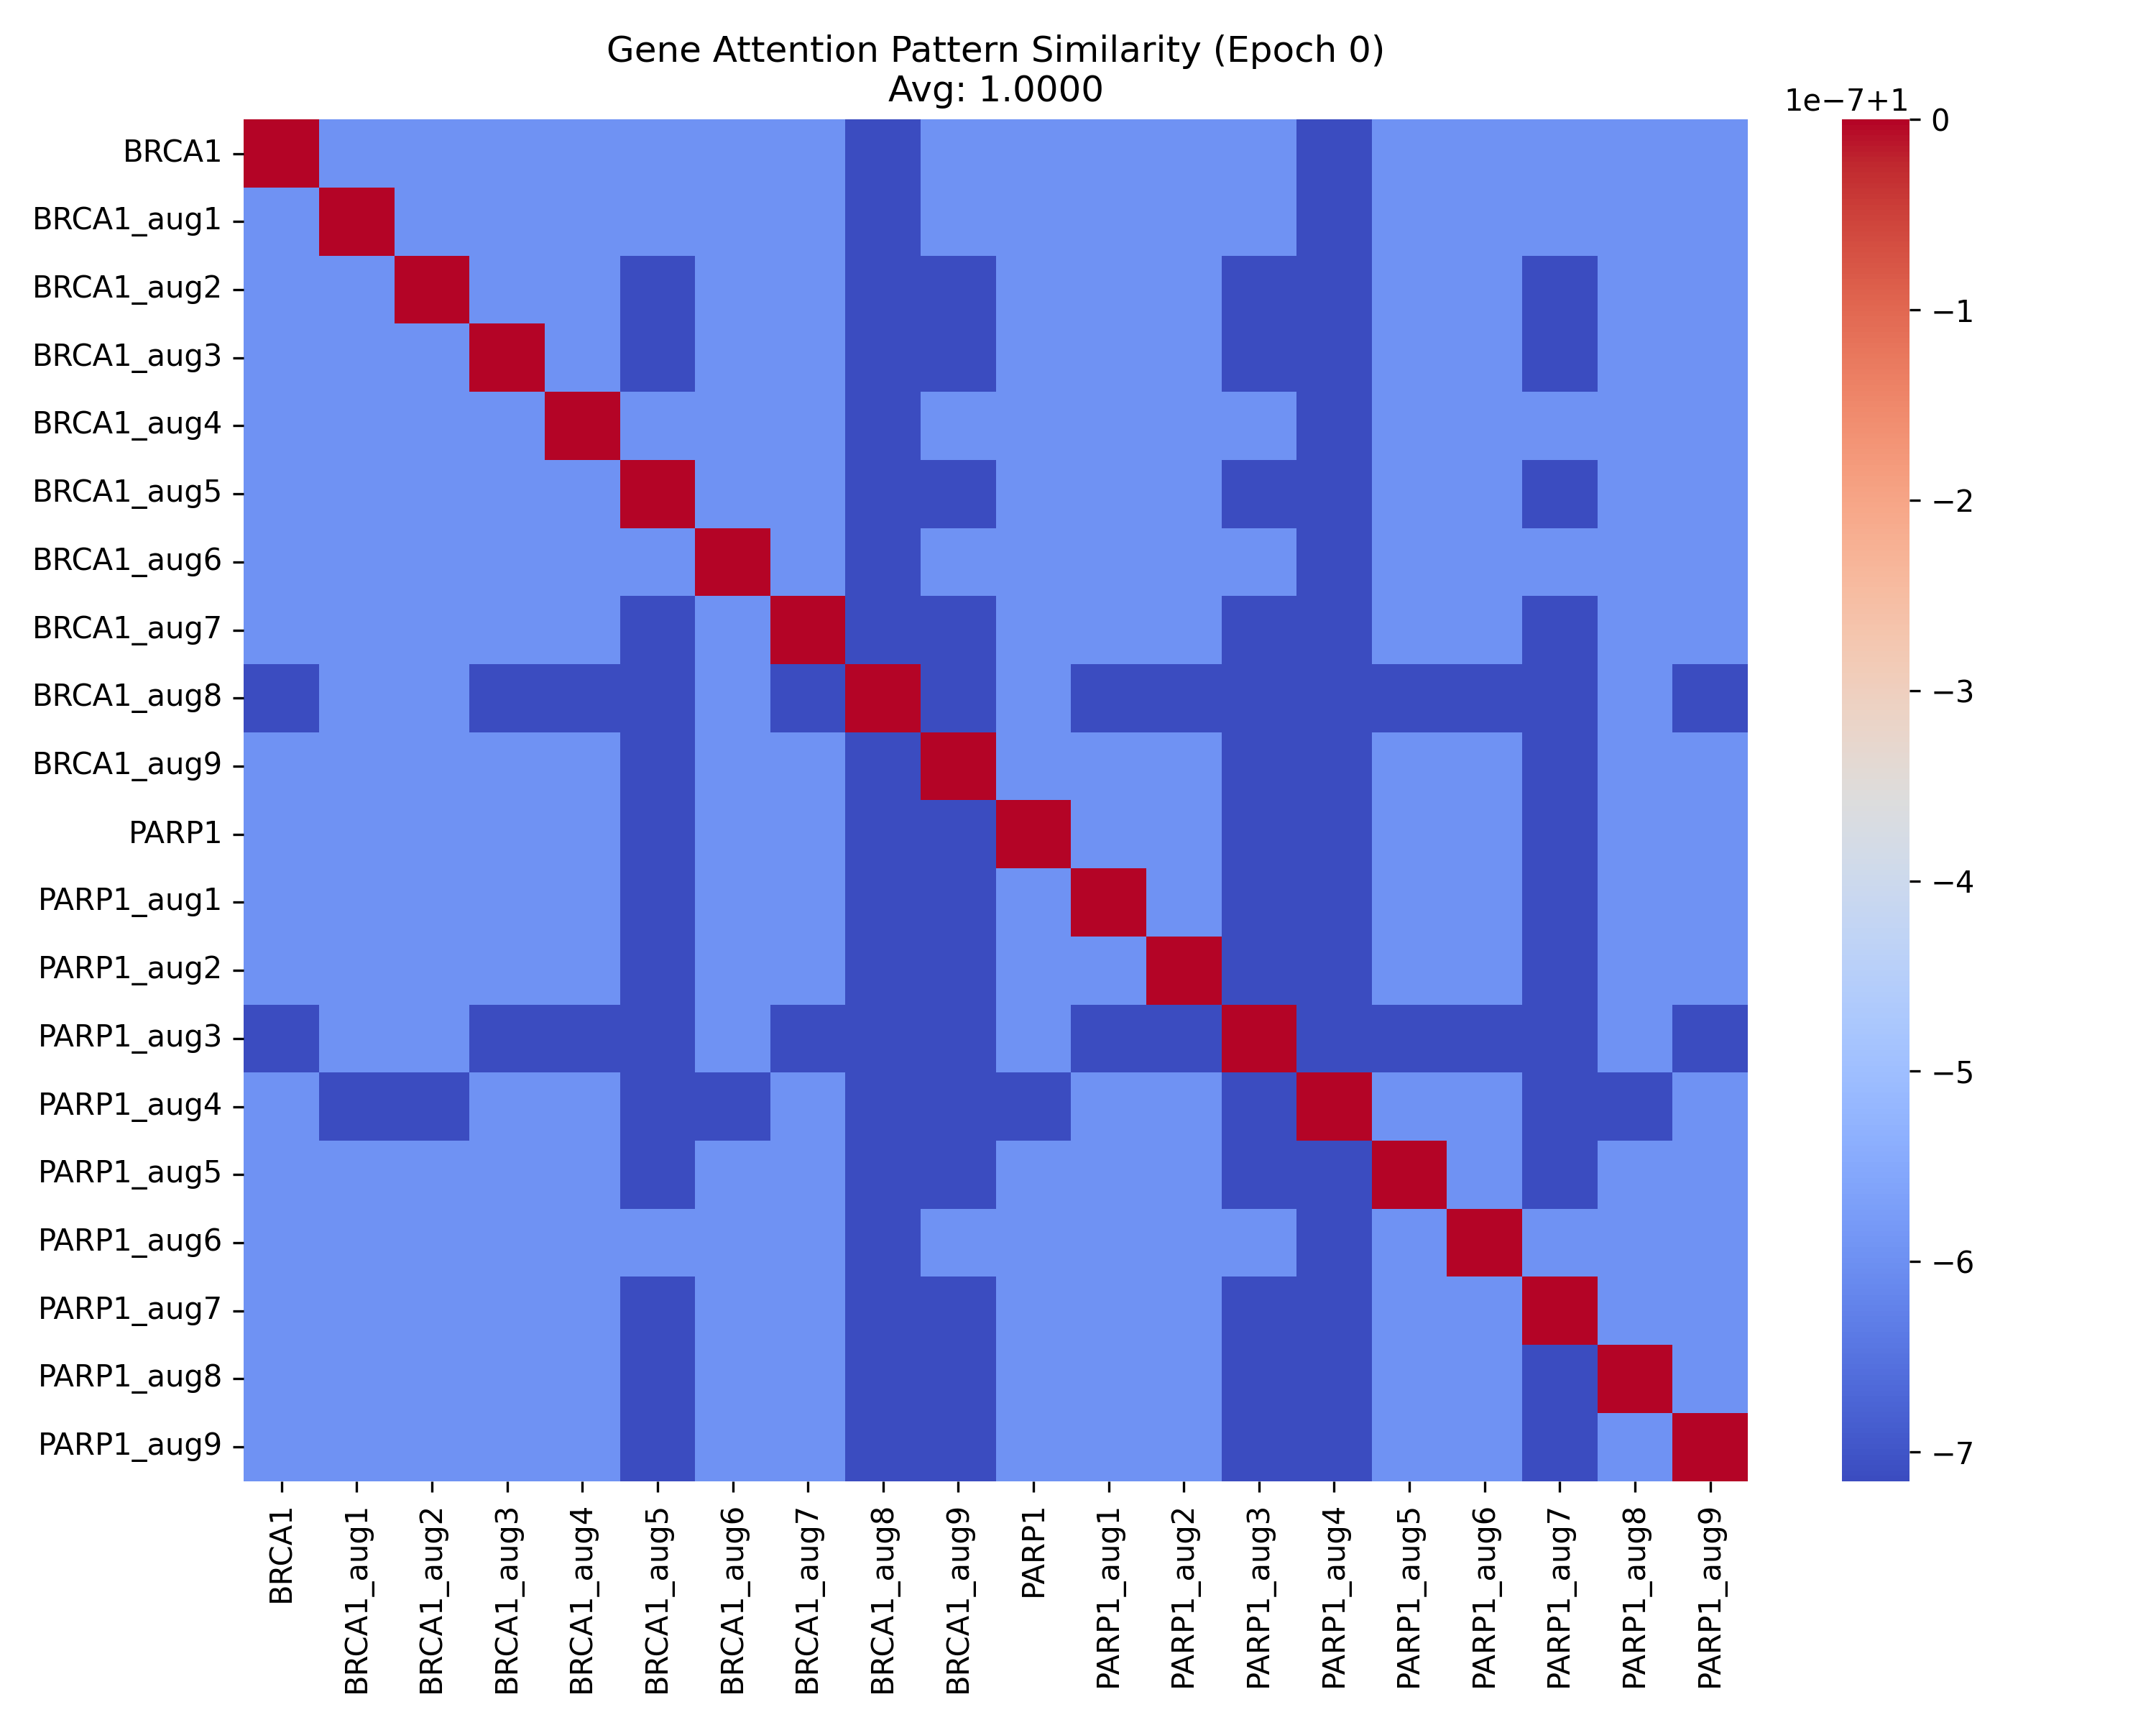 Gene Attention Pattern Similarity (Epoch 0)
Avg: 1.0000
1e−7+1
BRCA1
BRCA1_aug1
BRCA1_aug2
BRCA1_aug3
BRCA1_aug4
BRCA1_aug5
BRCA1_aug6
BRCA1_aug7
BRCA1_aug8
BRCA1_aug9
PARP1
PARP1_aug1
PARP1_aug2
PARP1_aug3
PARP1_aug4
PARP1_aug5
PARP1_aug6
PARP1_aug7
PARP1_aug8
PARP1_aug9
0
−1
−2
−3
−4
−5
−6
−7
BRCA1
BRCA1_aug1
BRCA1_aug2
BRCA1_aug3
BRCA1_aug4
BRCA1_aug5
BRCA1_aug6
BRCA1_aug7
BRCA1_aug8
BRCA1_aug9
PARP1
PARP1_aug1
PARP1_aug2
PARP1_aug3
PARP1_aug4
PARP1_aug5
PARP1_aug6
PARP1_aug7
PARP1_aug8
PARP1_aug9